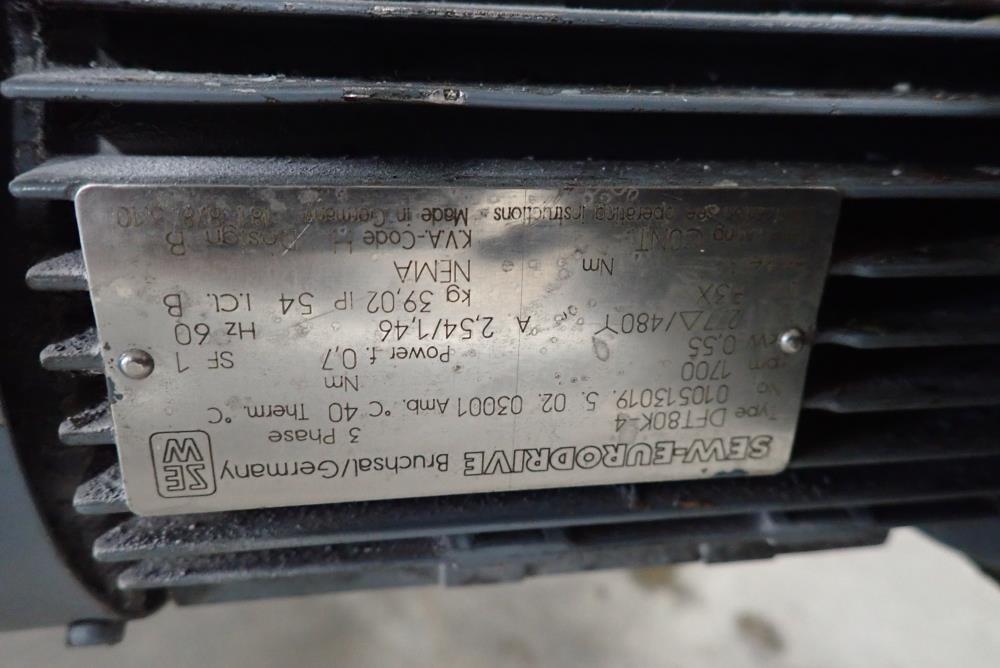 SEW-EURODRIVE Bruchsal/Germany SEW
Type DFT80K-4 3 Phase
No 010513019. 5. 02. 03001 Amb. °C 40 Therm. °C
rpm 1700 Nm
kW 0,55 Power f. 0,7 SF 1
277△/480Y A 2,54/1,46 Hz 60
3X kg 39,02 IP 54 I.Cl. B
Nm NEMA
CONT. KVA-Code H Design B
see operating instructions Made in Germany